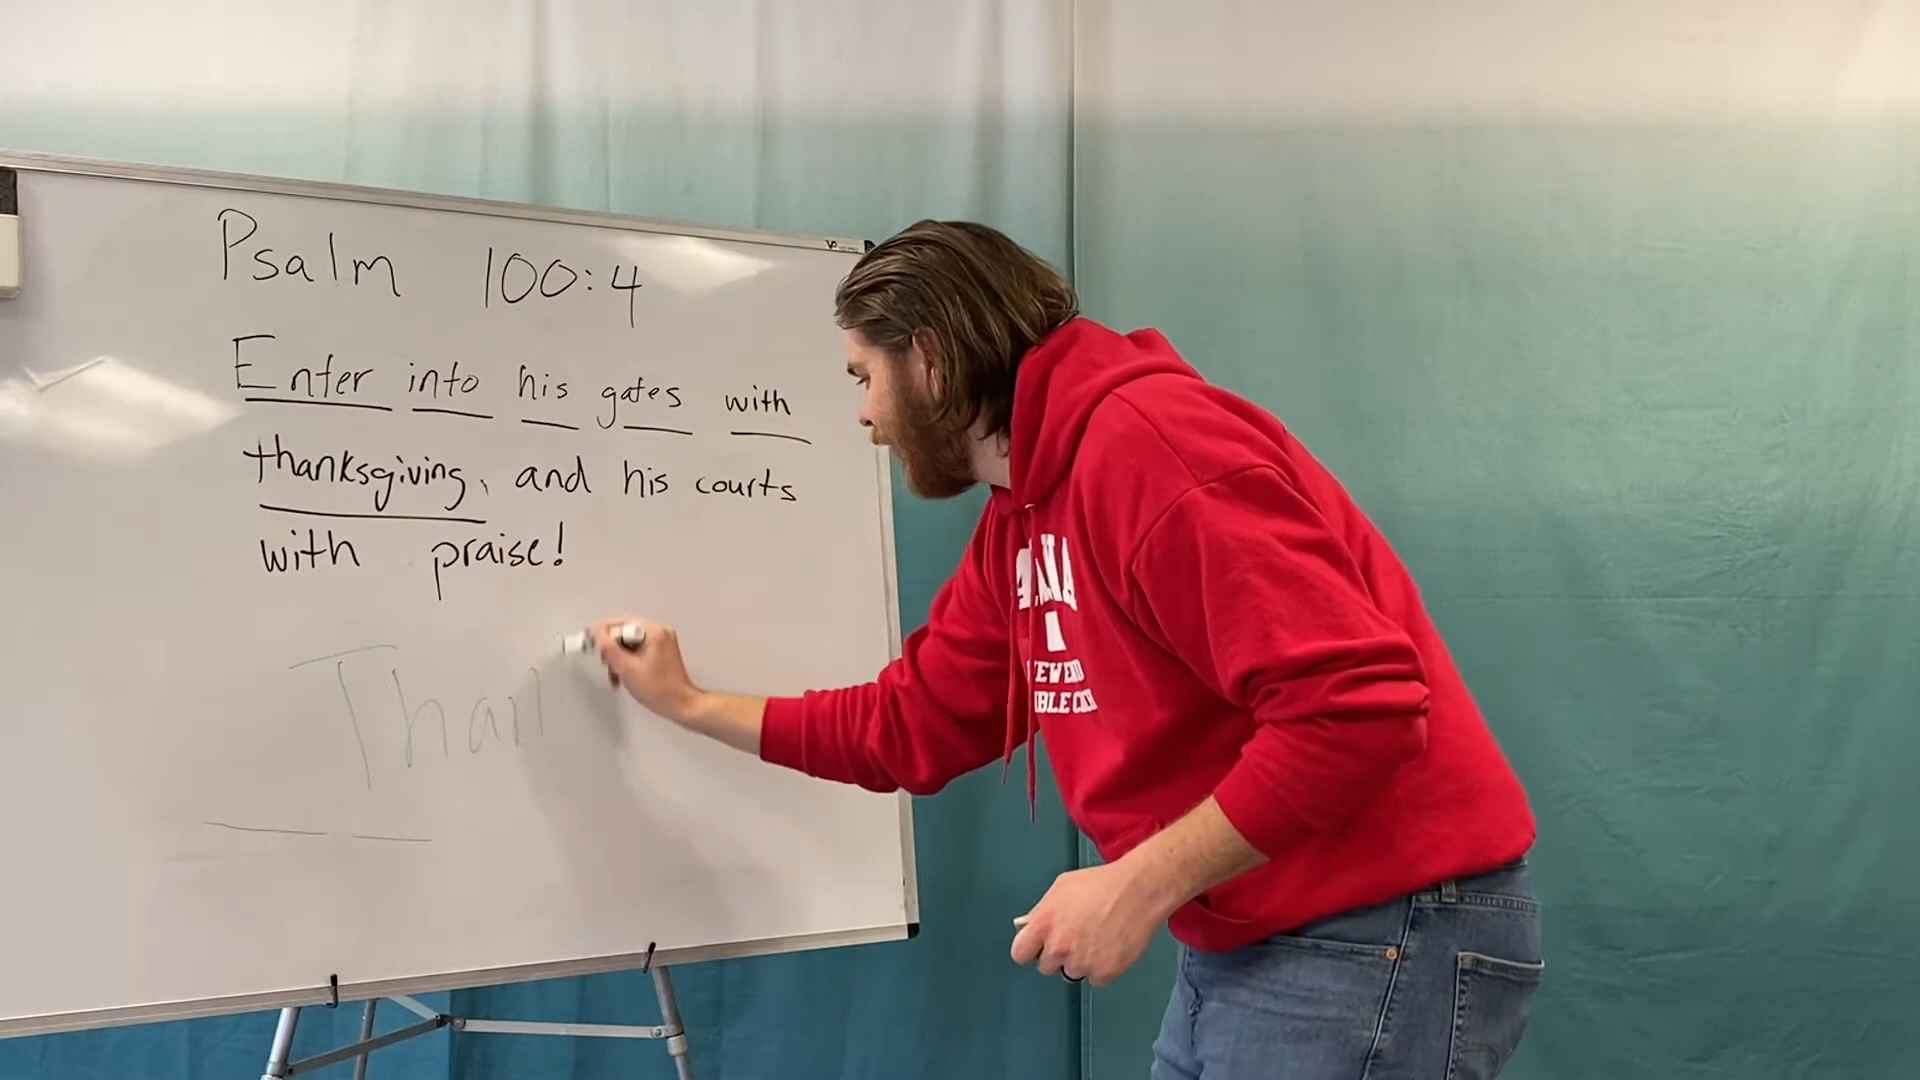 Psalm 100:4
Enter into his gates with
thanksgiving, and his courts
with praise!
Than